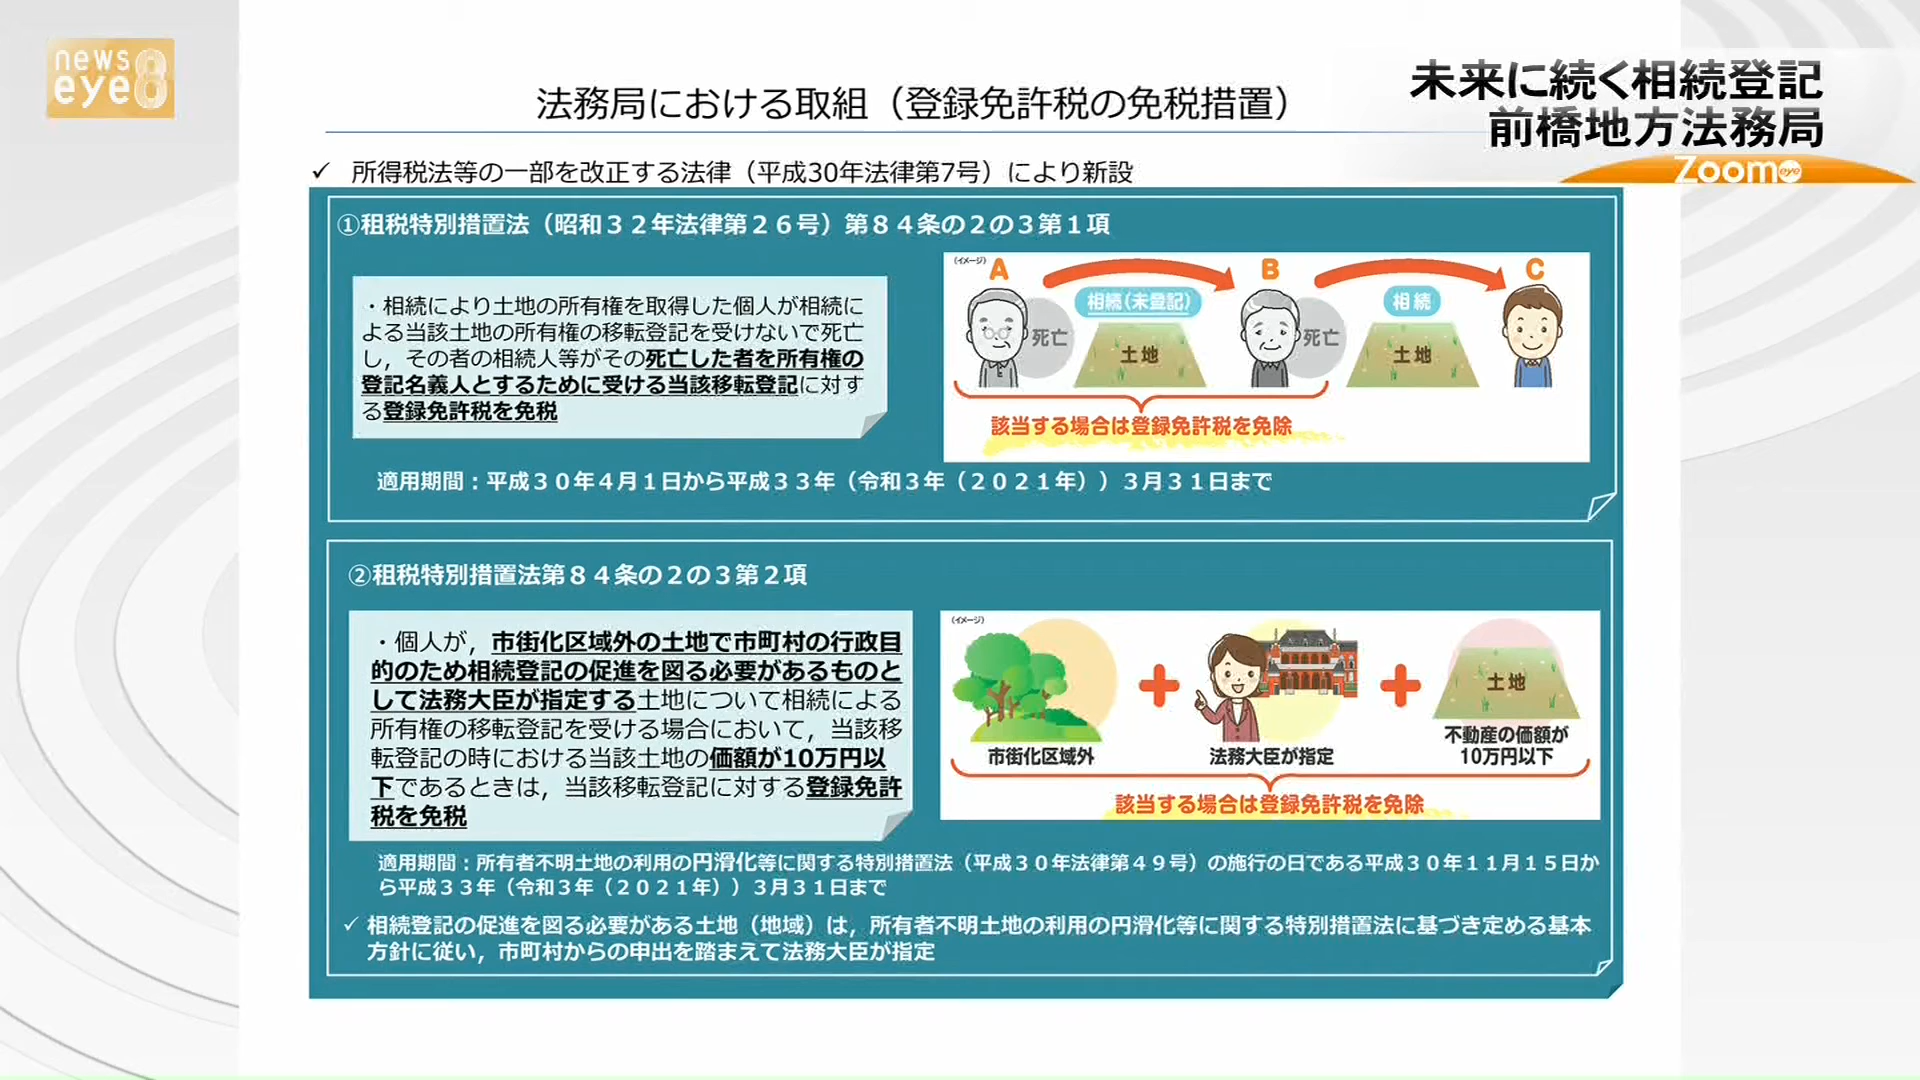 news
eye8
未来に続く相続登記
前橋地方法務局
Zoom eye
法務局における取組（登録免許税の免税措置）
✓ 所得税法等の一部を改正する法律（平成30年法律第7号）により新設
①租税特別措置法（昭和３２年法律第２６号）第８４条の２の３第１項
・相続により土地の所有権を取得した個人が相続に
よる当該土地の所有権の移転登記を受けないで死亡
し，その者の相続人等がその死亡した者を所有権の
登記名義人とするために受ける当該移転登記に対す
る登録免許税を免税
（イメージ）
A
B
C
相続（未登記）
相続
死亡
土地
死亡
土地
該当する場合は登録免許税を免除
適用期間：平成３０年４月１日から平成３３年（令和３年（２０２１年））３月３１日まで
②租税特別措置法第８４条の２の３第２項
・個人が，市街化区域外の土地で市町村の行政目
的のため相続登記の促進を図る必要があるものと
して法務大臣が指定する土地について相続による
所有権の移転登記を受ける場合において，当該移
転登記の時における当該土地の価額が10万円以
下であるときは，当該移転登記に対する登録免許
税を免税
（イメージ）
市街化区域外
法務大臣が指定
土地
不動産の価額が
10万円以下
該当する場合は登録免許税を免除
適用期間：所有者不明土地の利用の円滑化等に関する特別措置法（平成３０年法律第４９号）の施行の日である平成３０年１１月１５日か
ら平成３３年（令和３年（２０２１年））３月３１日まで
✓ 相続登記の促進を図る必要がある土地（地域）は，所有者不明土地の利用の円滑化等に関する特別措置法に基づき定める基本
方針に従い，市町村からの申出を踏まえて法務大臣が指定